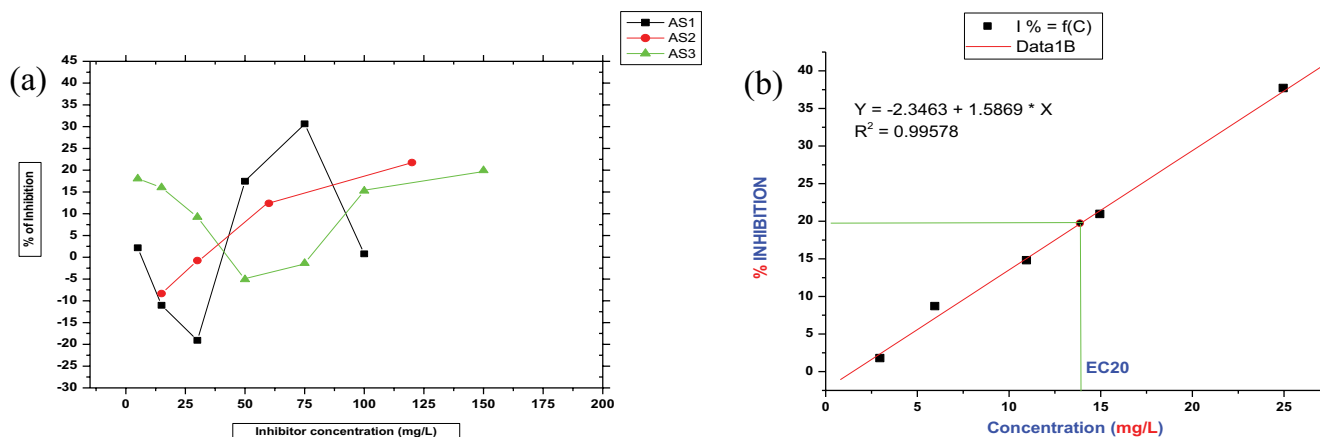 (a)
AS1
AS2
AS3
45
40
35
30
25
20
15
10
5
0
-5
-10
-15
-20
-25
-30
% of Inhibition
0 25 50 75 100 125 150 175 200
Inhibitor concentration (mg/L)
(b)
I % = f(C)
Data1B
Y = -2.3463 + 1.5869 * X
R² = 0.99578
40
35
30
25
20
15
10
5
0
% INHIBITION
EC20
0 5 10 15 20 25
Concentration (mg/L)